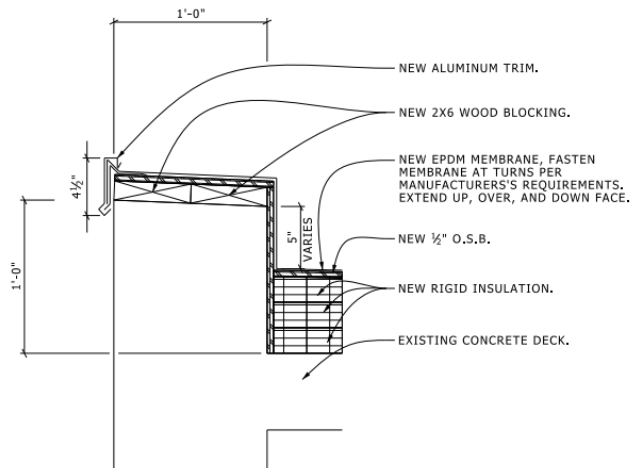 1'-0"
NEW ALUMINUM TRIM.
NEW 2X6 WOOD BLOCKING.
NEW EPDM MEMBRANE, FASTEN
MEMBRANE AT TURNS PER
MANUFACTURERS'S REQUIREMENTS.
EXTEND UP, OVER, AND DOWN FACE.
4½"
1'-0"
5"
VARIES
NEW ½" O.S.B.
NEW RIGID INSULATION.
EXISTING CONCRETE DECK.